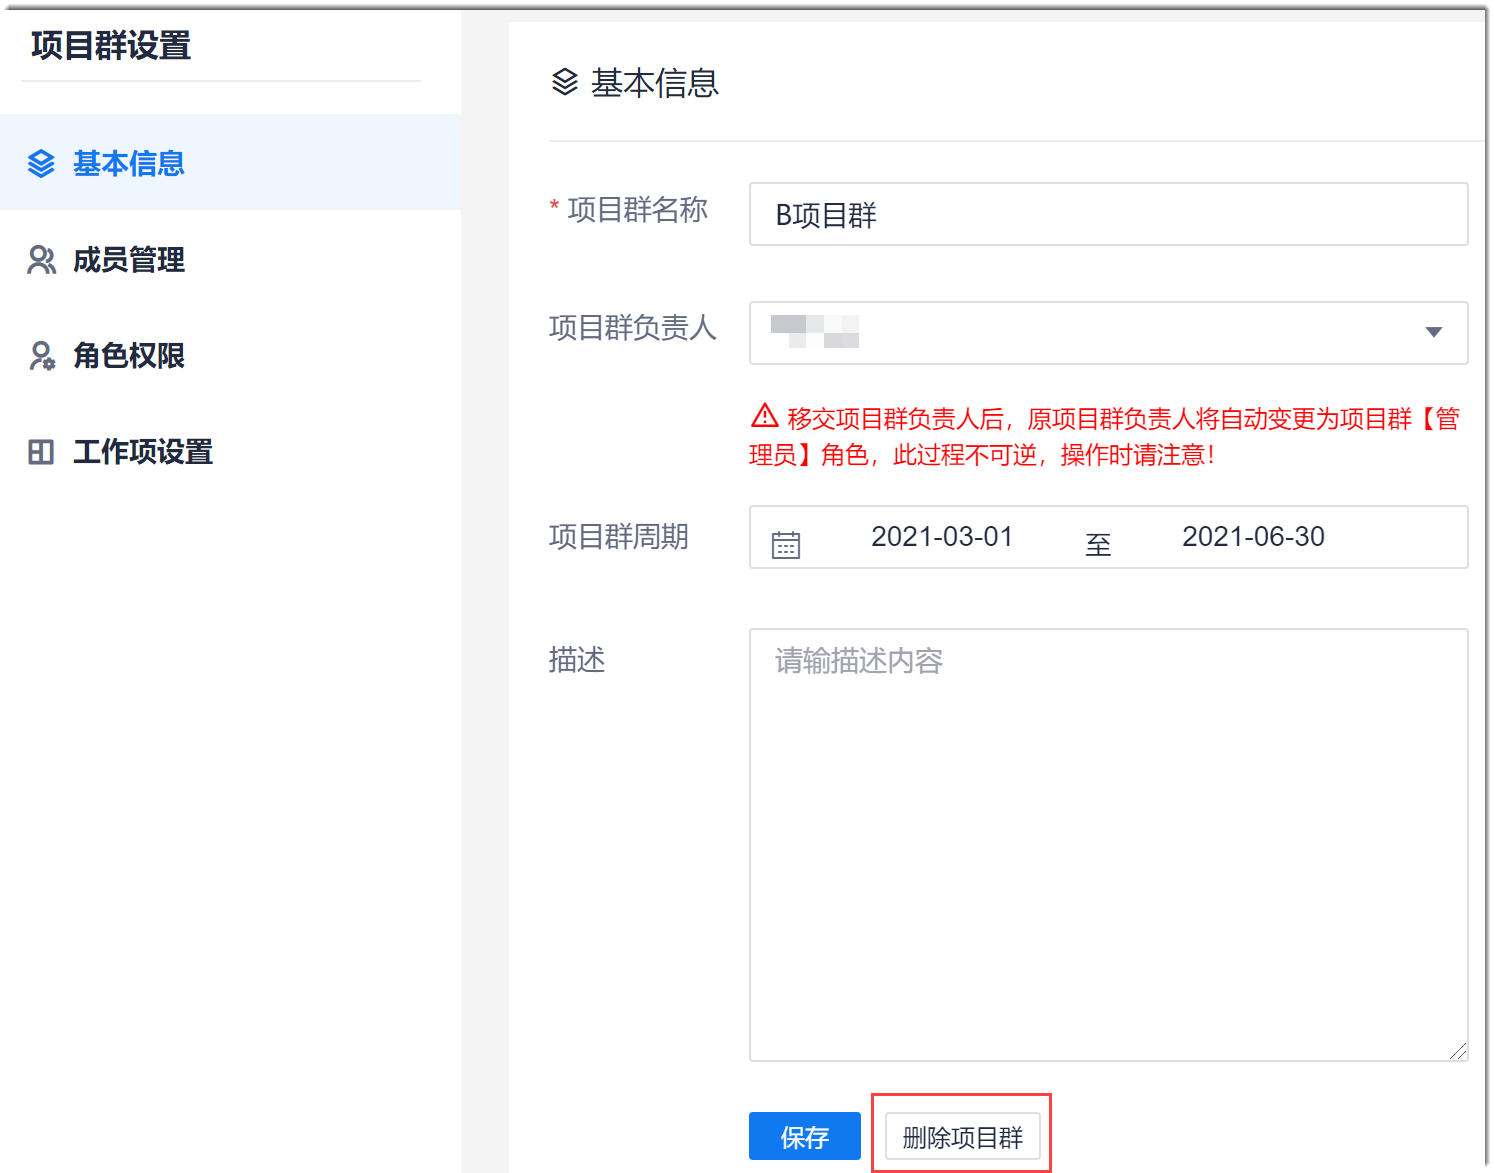 项目群设置
基本信息
成员管理
角色权限
工作项设置
基本信息
* 项目群名称
B项目群
项目群负责人
移交项目群负责人后，原项目群负责人将自动变更为项目群【管
理员】角色，此过程不可逆，操作时请注意！
项目群周期
2021-03-01 至 2021-06-30
描述
请输描述内容
保存
删除项目群